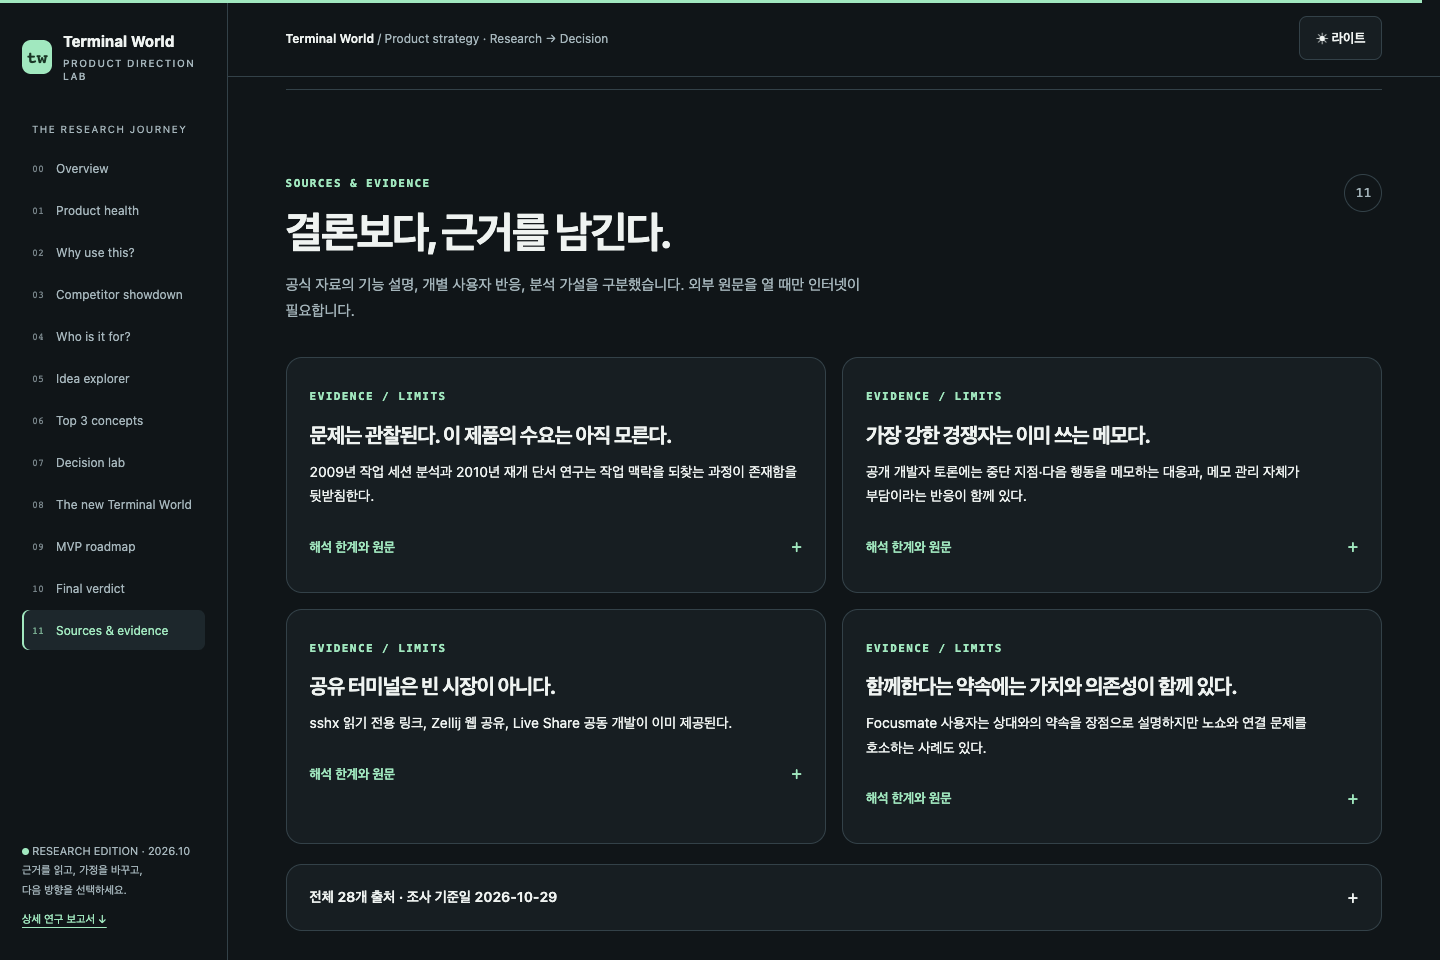 tw
Terminal World
PRODUCT DIRECTION
LAB
THE RESEARCH JOURNEY
00 Overview
01 Product health
02 Why use this?
03 Competitor showdown
04 Who is it for?
05 Idea explorer
06 Top 3 concepts
07 Decision lab
08 The new Terminal World
09 MVP roadmap
10 Final verdict
11 Sources & evidence
RESEARCH EDITION · 2026.10
근거를 읽고, 가정을 바꾸고,
다음 방향을 선택하세요.
상세 연구 보고서 ↓
Terminal World / Product strategy · Research → Decision
☀ 라이트
SOURCES & EVIDENCE
11
결론보다, 근거를 남긴다.
공식 자료의 기능 설명, 개별 사용자 반응, 분석 가설을 구분했습니다. 외부 원문을 열 때만 인터넷이
필요합니다.
EVIDENCE / LIMITS
문제는 관찰된다. 이 제품의 수요는 아직 모른다.
2009년 작업 세션 분석과 2010년 재개 단서 연구는 작업 맥락을 되찾는 과정이 존재함을
뒷받침한다.
해석 한계와 원문 +
EVIDENCE / LIMITS
가장 강한 경쟁자는 이미 쓰는 메모다.
공개 개발자 토론에는 중단 지점·다음 행동을 메모하는 대응과, 메모 관리 자체가
부담이라는 반응이 함께 있다.
해석 한계와 원문 +
EVIDENCE / LIMITS
공유 터미널은 빈 시장이 아니다.
sshx 읽기 전용 링크, Zellij 웹 공유, Live Share 공동 개발이 이미 제공된다.
해석 한계와 원문 +
EVIDENCE / LIMITS
함께한다는 약속에는 가치와 의존성이 함께 있다.
Focusmate 사용자는 상대와의 약속을 장점으로 설명하지만 노쇼와 연결 문제를
호소하는 사례도 있다.
해석 한계와 원문 +
전체 28개 출처 · 조사 기준일 2026-10-29 +